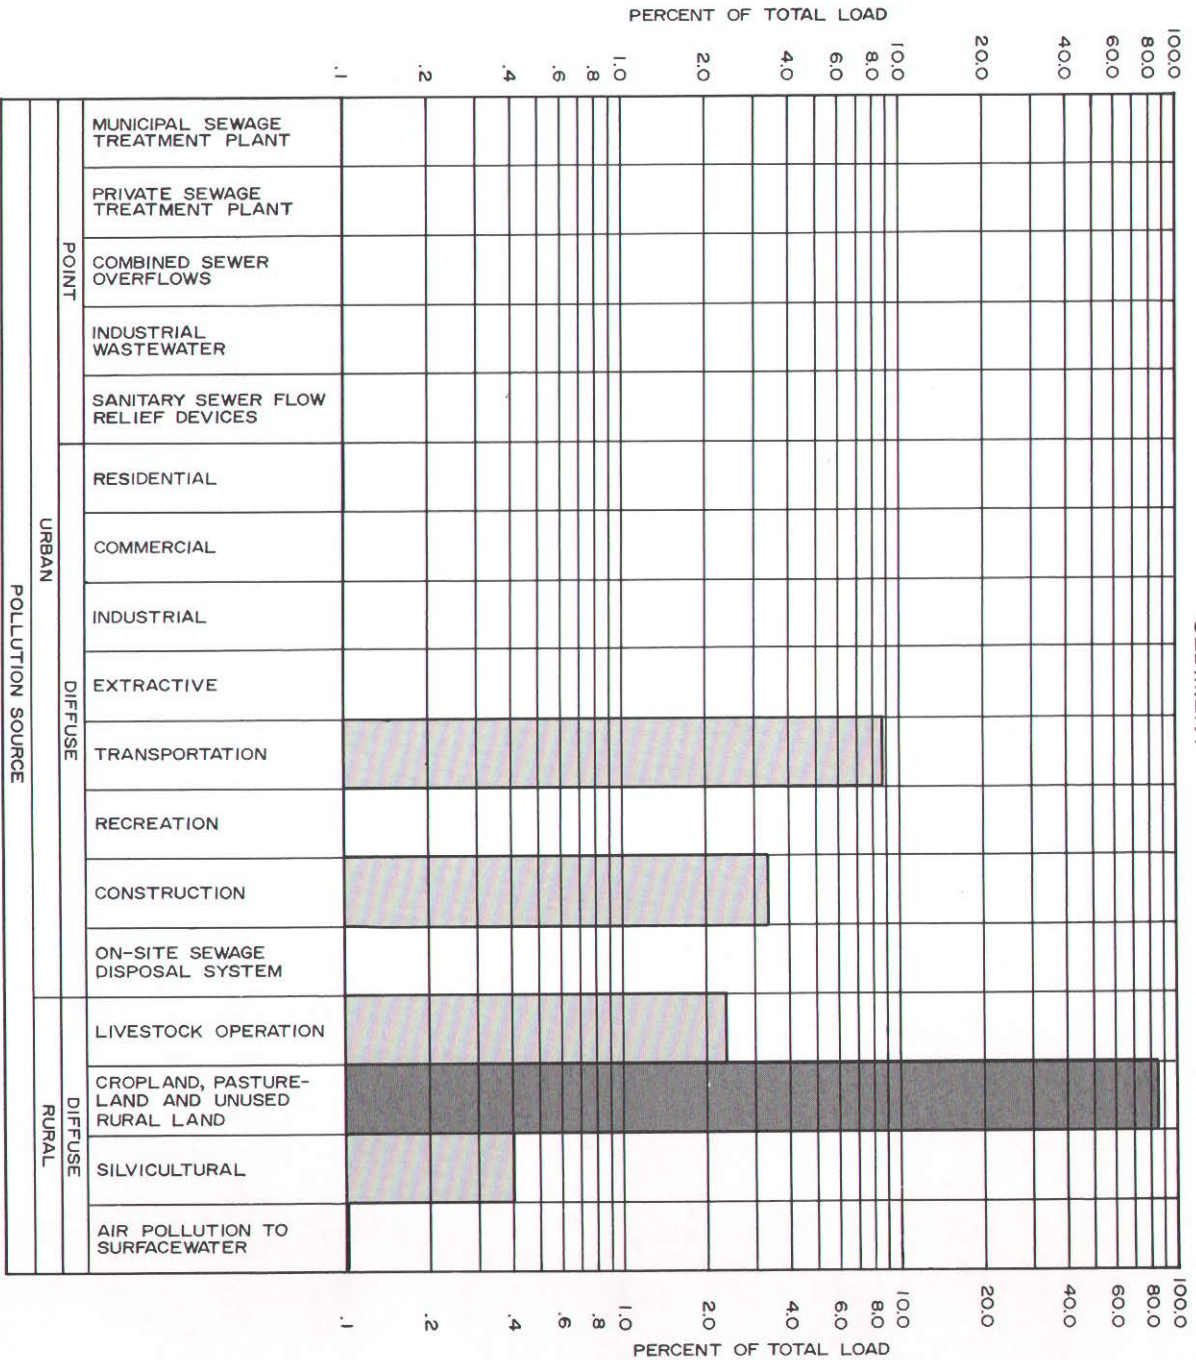 PERCENT OF TOTAL LOAD
.1
.2
.4
.6
.8
1.0
2.0
4.0
6.0
8.0
10.0
20.0
40.0
60.0
80.0
100.0
MUNICIPAL SEWAGE
TREATMENT PLANT
PRIVATE SEWAGE
TREATMENT PLANT
COMBINED SEWER
OVERFLOWS
INDUSTRIAL
WASTEWATER
SANITARY SEWER FLOW
RELIEF DEVICES
RESIDENTIAL
COMMERCIAL
INDUSTRIAL
EXTRACTIVE
TRANSPORTATION
RECREATION
CONSTRUCTION
ON-SITE SEWAGE
DISPOSAL SYSTEM
LIVESTOCK OPERATION
CROPLAND, PASTURE-
LAND AND UNUSED
RURAL LAND
SILVICULTURAL
AIR POLLUTION TO
SURFACEWATER
POINT
DIFFUSE
DIFFUSE
URBAN
RURAL
POLLUTION SOURCE
.1
.2
.4
.6
.8
1.0
2.0
4.0
6.0
8.0
10.0
20.0
40.0
60.0
80.0
100.0
PERCENT OF TOTAL LOAD